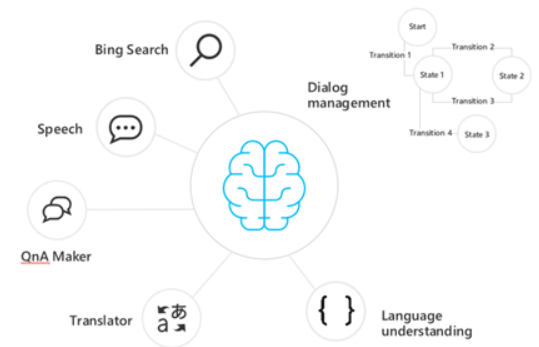 Bing Search
Speech
QnA Maker
Translator
a あ
{ }
Language
understanding
Dialog
management
Start
Transition 1
Transition 2
State 1
State 2
Transition 3
Transition 4
State 3